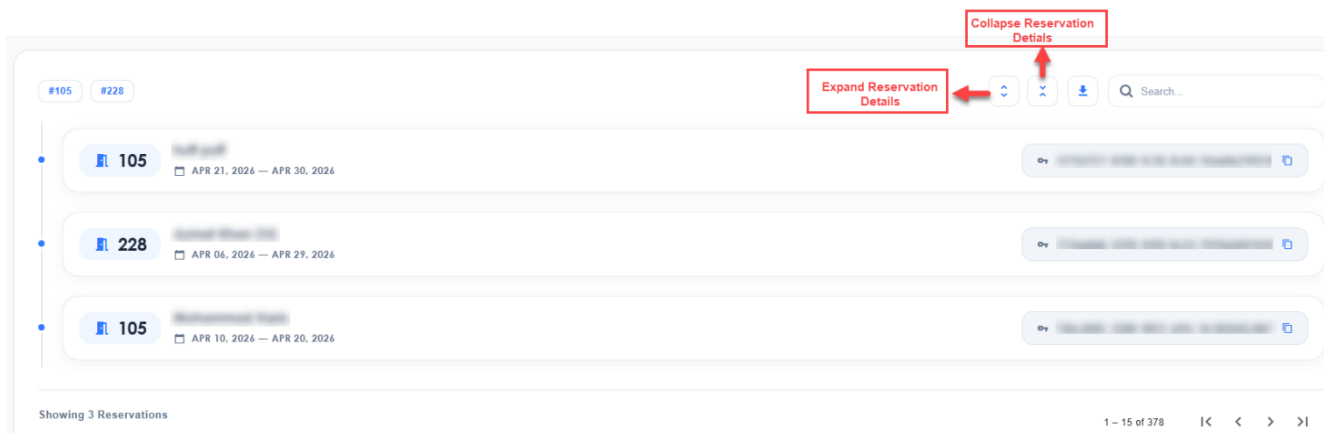 Collapse Reservation
Detials
Expand Reservation
Details
#105 #228
Search...
105
APR 21, 2026 — APR 30, 2026
228
APR 06, 2026 — APR 29, 2026
105
APR 10, 2026 — APR 20, 2026
Showing 3 Reservations
1 – 15 of 378